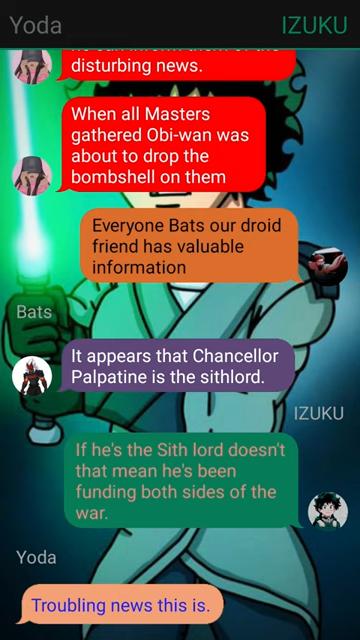 Yoda
IZUKU
disturbing news.
When all Masters
gathered Obi-wan was
about to drop the
bombshell on them
Everyone Bats our droid
friend has valuable
information
Bats
It appears that Chancellor
Palpatine is the sithlord.
IZUKU
If he's the Sith lord doesn't
that mean he's been
funding both sides of the
war.
Yoda
Troubling news this is.